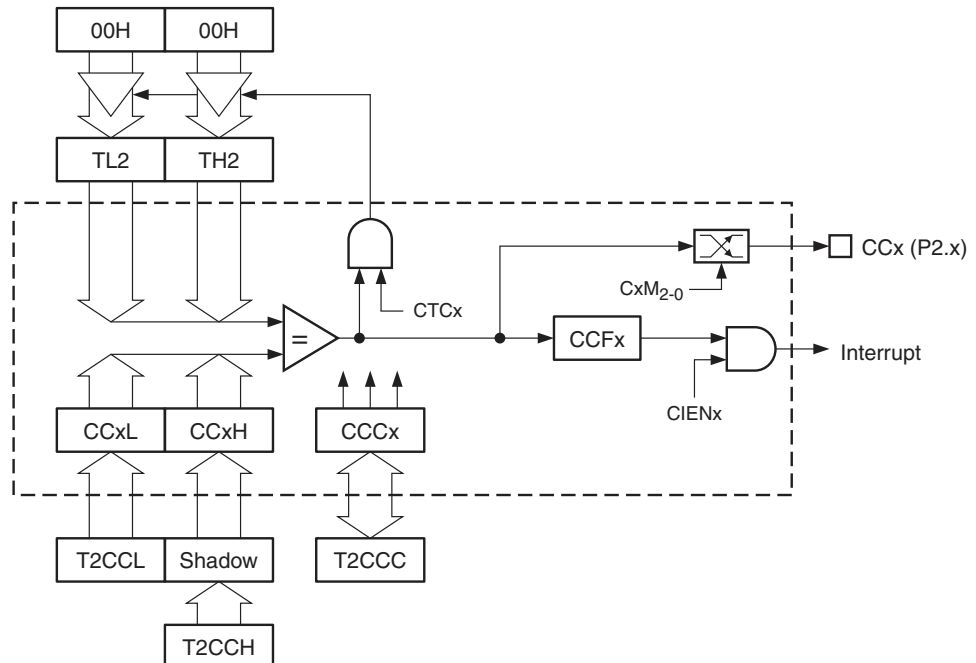 00H 00H
TL2 TH2
CCx (P2.x)
CxM2-0
CTCx
=
CCFx
Interrupt
CIENx
CCxL CCxH CCCx
T2CCL Shadow T2CCC
T2CCH